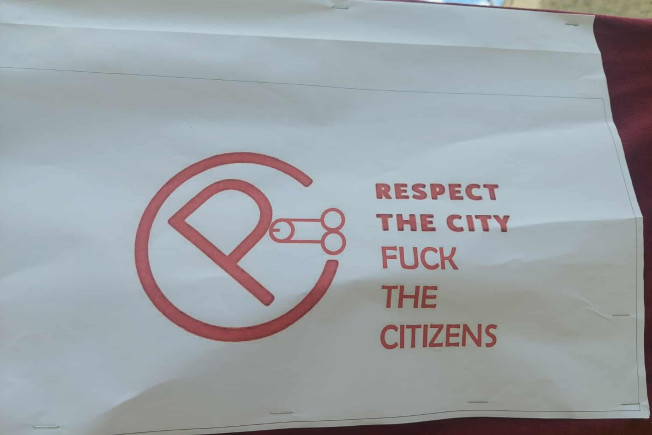 RESPECT
THE CITY
FUCK
THE
CITIZENS